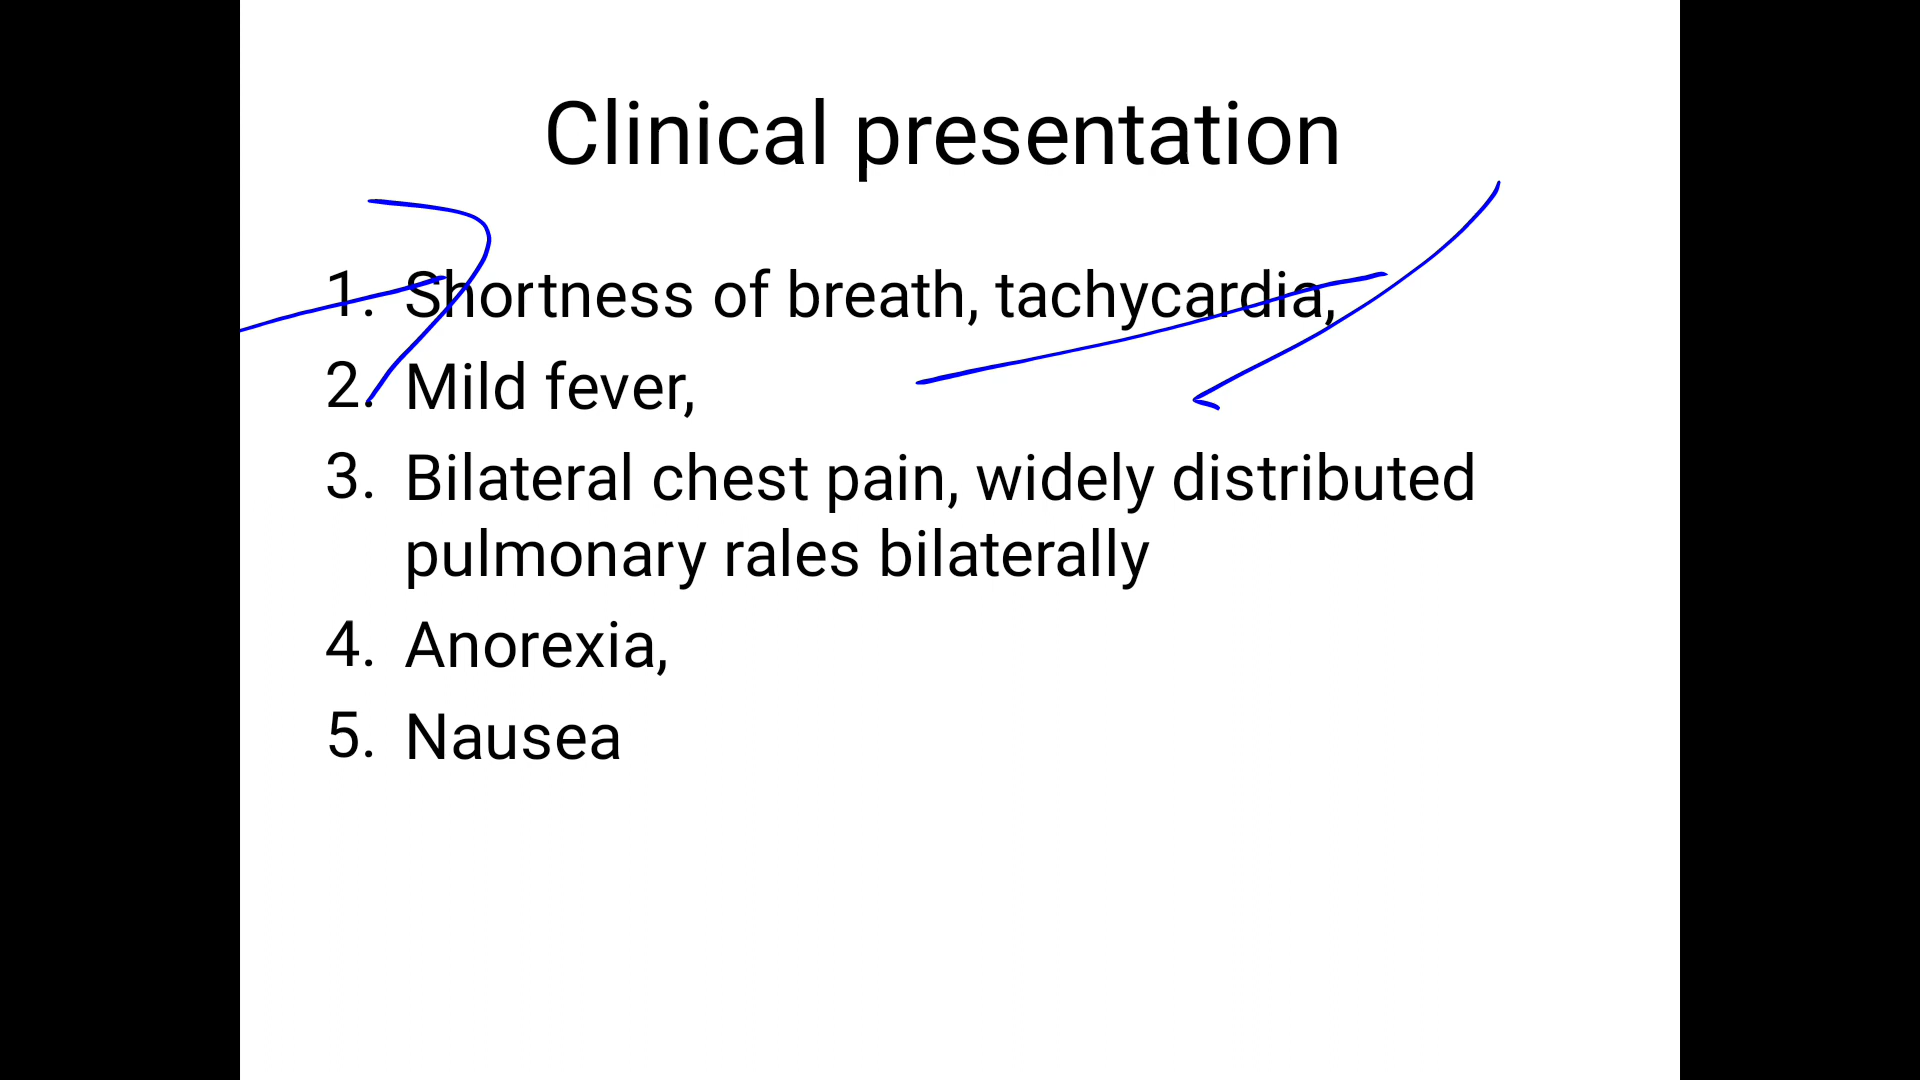 Clinical presentation
1. Shortness of breath, tachycardia,
2. Mild fever,
3. Bilateral chest pain, widely distributed
pulmonary rales bilaterally
4. Anorexia,
5. Nausea